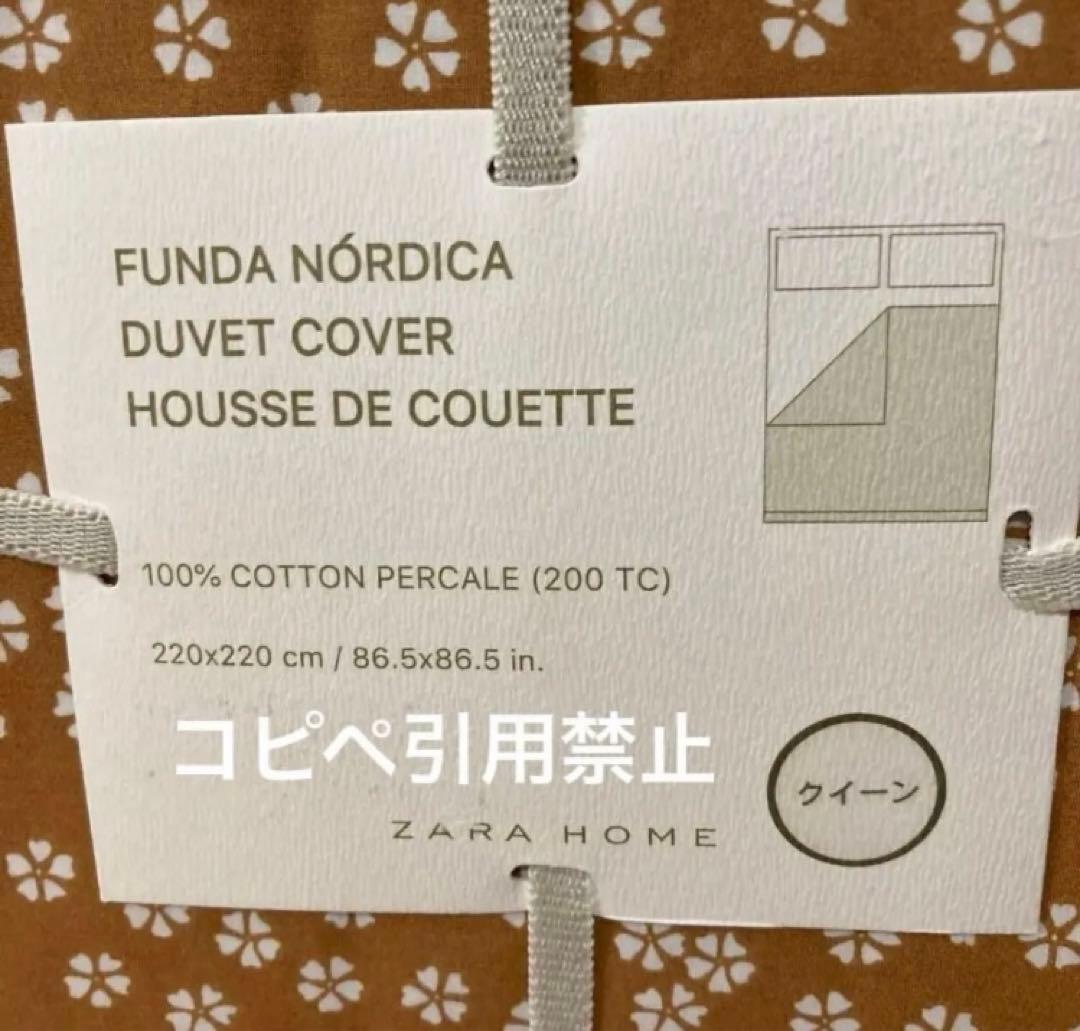 FUNDA NÓRDICA
DUVET COVER
HOUSSE DE COUETTE
100% COTTON PERCALE (200 TC)
220x220 cm / 86.5x86.5 in.
コピペ引用禁止
クイーン
ZARA HOME